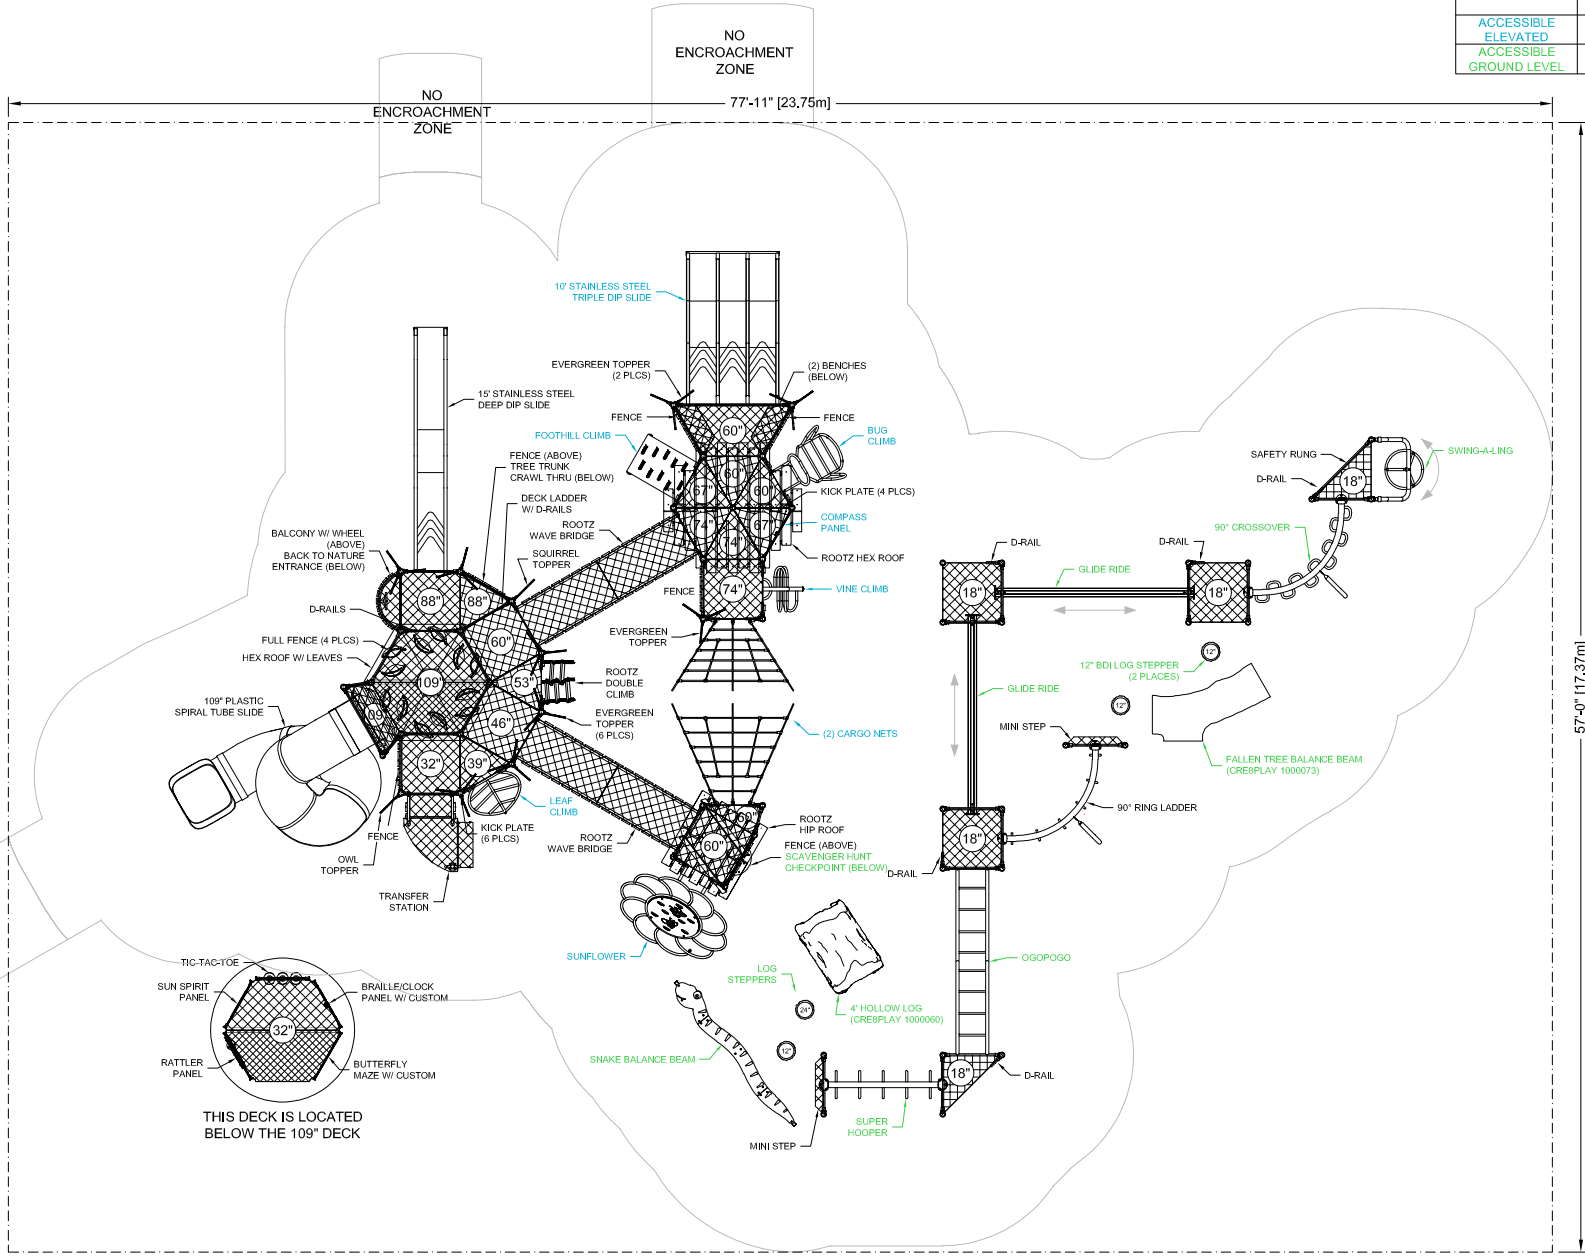 ACCESSIBLE
ELEVATED
ACCESSIBLE
GROUND LEVEL
NO
ENCROACHMENT
ZONE
NO
ENCROACHMENT
ZONE
77'-11" [23.75m]
57'-0" [17.37m]
10' STAINLESS STEEL
TRIPLE DIP SLIDE
EVERGREEN TOPPER
(2 PLCS)
(2) BENCHES
(BELOW)
15' STAINLESS STEEL
DEEP DIP SLIDE
FENCE
FENCE
FOOTHILL CLIMB
BUG
CLIMB
FENCE (ABOVE)
TREE TRUNK
CRAWL THRU (BELOW)
DECK LADDER
W/ D-RAILS
KICK PLATE (4 PLCS)
COMPASS
PANEL
ROOTZ
WAVE BRIDGE
ROOTZ HEX ROOF
BALCONY W/ WHEEL
(ABOVE)
BACK TO NATURE
ENTRANCE (BELOW)
SQUIRREL
TOPPER
FENCE
VINE CLIMB
D-RAILS
EVERGREEN
TOPPER
FULL FENCE (4 PLCS)
HEX ROOF W/ LEAVES
ROOTZ
DOUBLE
CLIMB
109" PLASTIC
SPIRAL TUBE SLIDE
EVERGREEN
TOPPER
(6 PLCS)
(2) CARGO NETS
LEAF
CLIMB
KICK PLATE
(6 PLCS)
FENCE
OWL
TOPPER
TRANSFER
STATION
ROOTZ
WAVE BRIDGE
ROOTZ
HIP ROOF
FENCE (ABOVE)
SCAVENGER HUNT
CHECKPOINT (BELOW)
SUNFLOWER
60"
60"
67"
60"
74"
67"
74"
74"
88"
88"
60"
109"
53"
109
46"
32"
39"
60"
60"
SAFETY RUNG
D-RAIL
18"
SWING-A-LING
90° CROSSOVER
D-RAIL
D-RAIL
GLIDE RIDE
18"
18"
12" BDI LOG STEPPER
(2 PLACES)
12"
12"
GLIDE RIDE
MINI STEP
FALLEN TREE BALANCE BEAM
(CRE8PLAY 1000073)
90° RING LADDER
18"
D-RAIL
OGOPOGO
LOG
STEPPERS
24"
12"
4' HOLLOW LOG
(CRE8PLAY 1000060)
SNAKE BALANCE BEAM
18"
D-RAIL
SUPER
HOOPER
MINI STEP
TIC-TAC-TOE
SUN SPIRIT
PANEL
BRAILLE/CLOCK
PANEL W/ CUSTOM
32"
RATTLER
PANEL
BUTTERFLY
MAZE W/ CUSTOM
THIS DECK IS LOCATED
BELOW THE 109" DECK